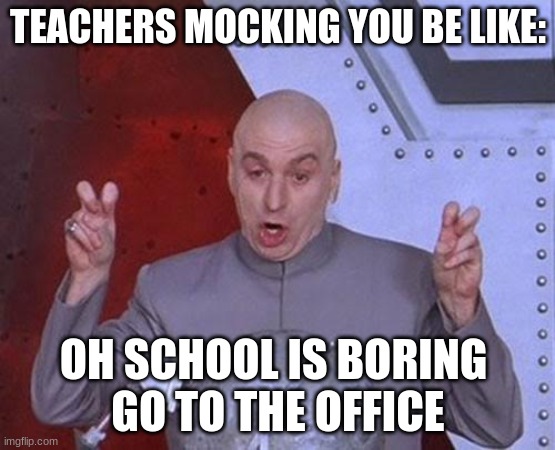 TEACHERS MOCKING YOU BE LIKE:
OH SCHOOL IS BORING
GO TO THE OFFICE
imgflip.com